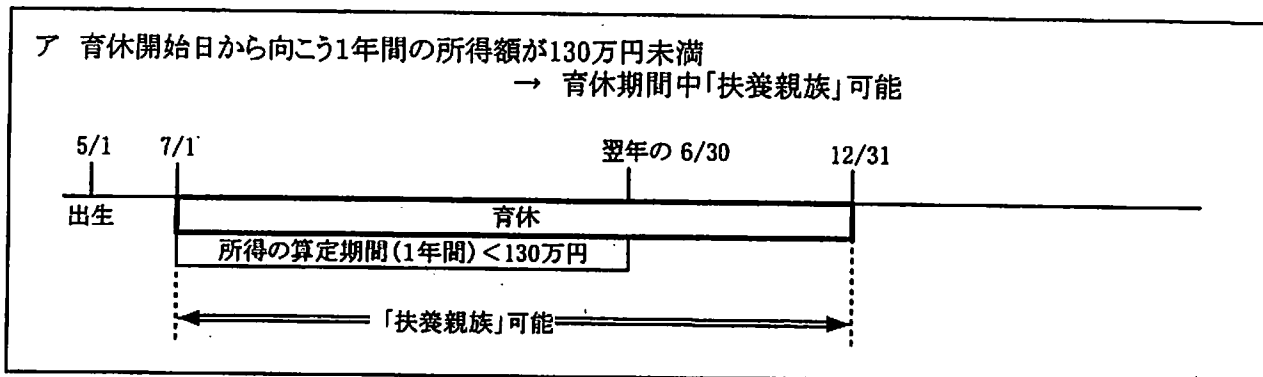 ア 育休開始日から向こう1年間の所得額が130万円未満
→ 育休期間中「扶養親族」可能
5/1 7/1 翌年の 6/30 12/31
出生 育休
所得の算定期間(1年間)<130万円
「扶養親族」可能